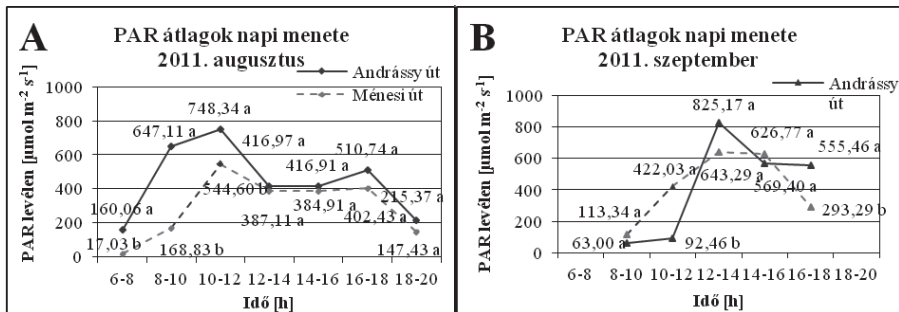 A
PAR átlagok napi menete
2011. augusztus
Andrássy út
Ménesi út
PAR levélen [µmol m⁻² s⁻¹]
1000
800
600
400
200
0
160,06 a
647,11 a
748,34 a
416,97 a
416,91 a
510,74 a
215,37 a
17,03 b
168,83 b
544,60 b
387,11 a
384,91 a
402,43 a
147,43 a
6-8 8-10 10-12 12-14 14-16 16-18 18-20
Idő [h]
B
PAR átlagok napi menete
2011. szeptember
Andrássy
út
PAR levélen [µmol m⁻² s⁻¹]
1000
800
600
400
200
0
113,34 a
422,03 a
825,17 a
626,77 a
555,46 a
63,00 a
92,46 b
643,29 a
569,40 a
293,29 b
6-8 8-10 10-12 12-14 14-16 16-18 18-20
Idő [h]